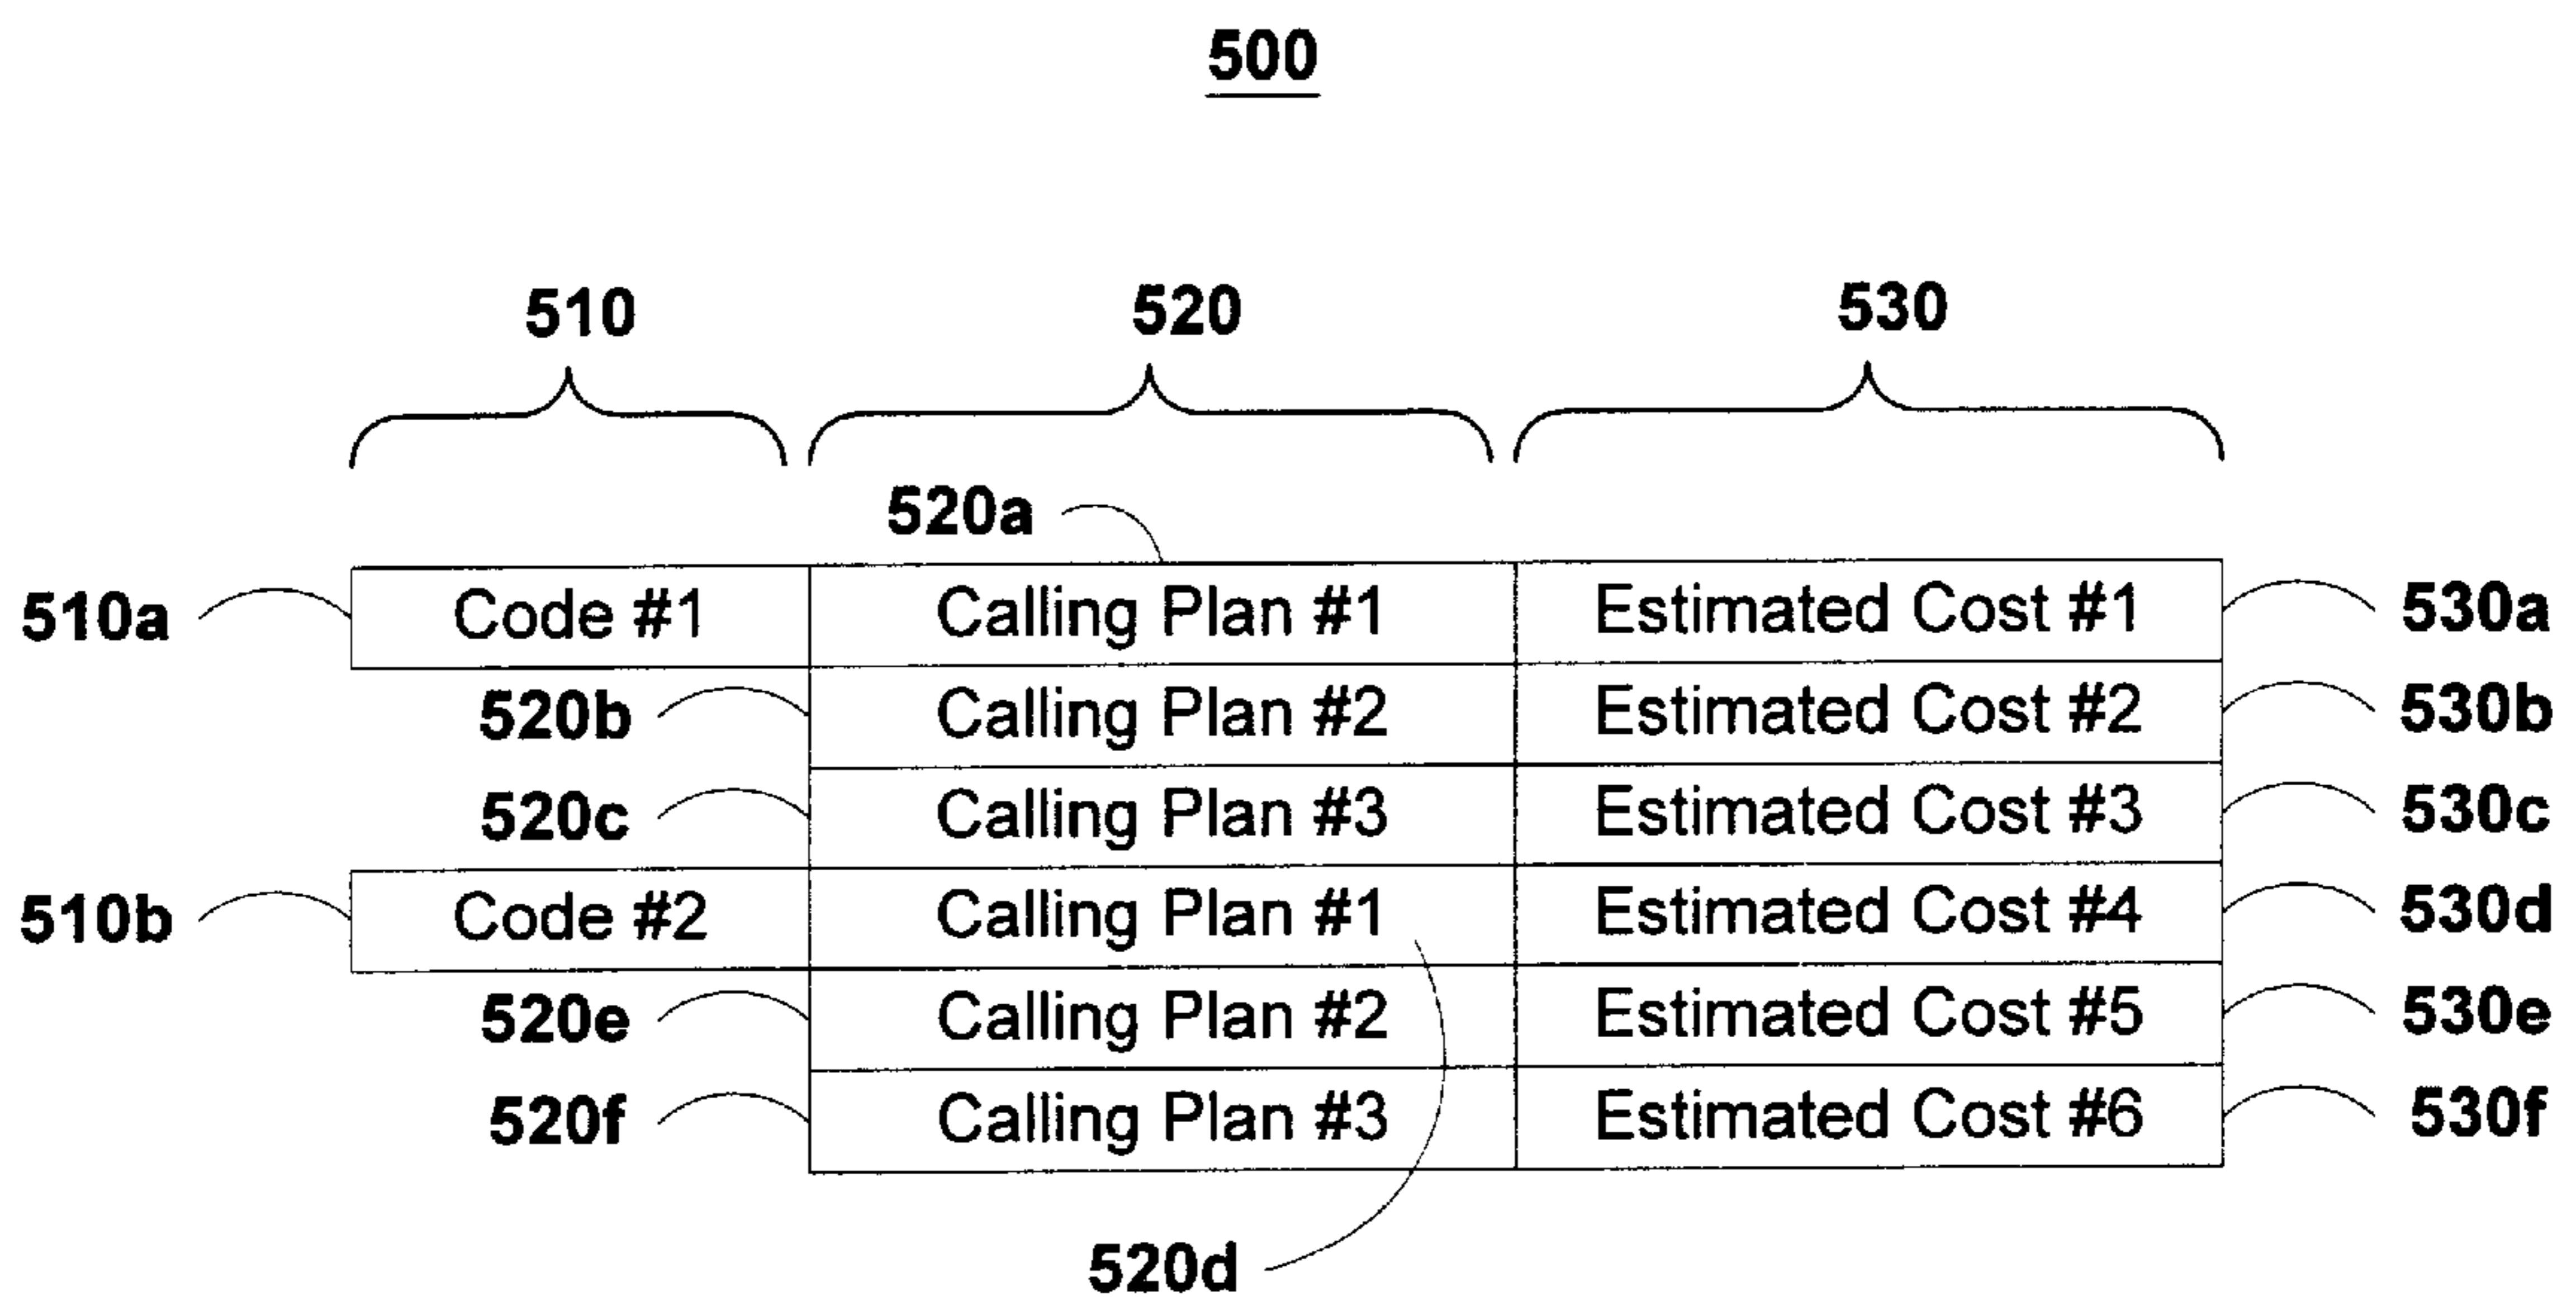 500
510 520 530
520a
510a Code #1 Calling Plan #1 Estimated Cost #1 530a
520b Calling Plan #2 Estimated Cost #2 530b
520c Calling Plan #3 Estimated Cost #3 530c
510b Code #2 Calling Plan #1 Estimated Cost #4 530d
520e Calling Plan #2 Estimated Cost #5 530e
520f Calling Plan #3 Estimated Cost #6 530f
520d